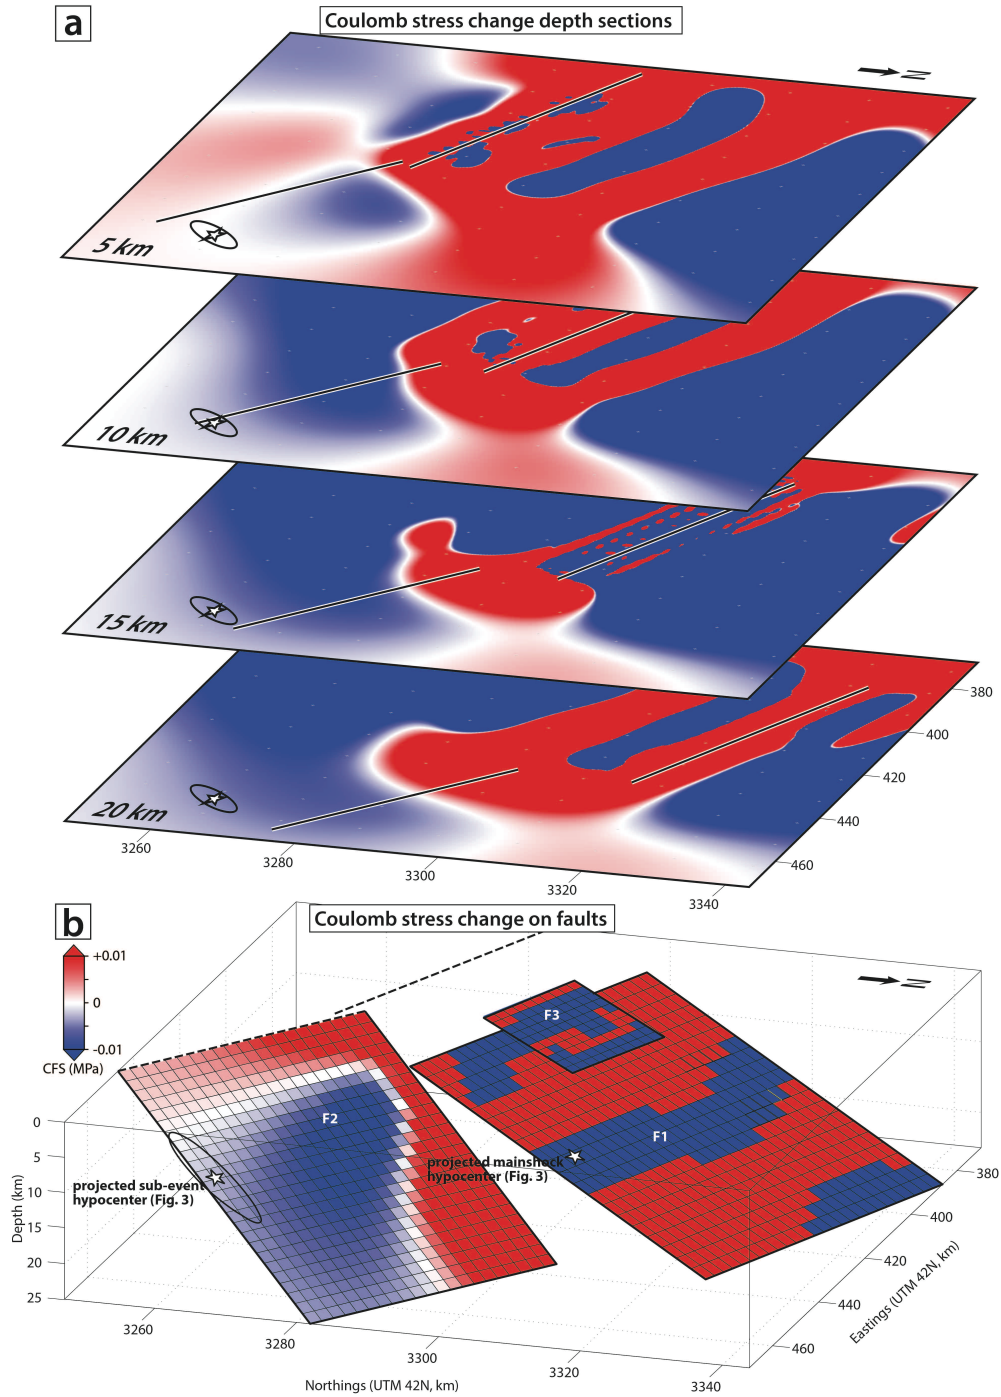 a
Coulomb stress change depth sections
N
5 km
10 km
15 km
20 km
380
400
420
440
460
3260
3280
3300
3320
3340
b
Coulomb stress change on faults
N
+0.01
0
-0.01
CFS (MPa)
F3
F2
F1
projected mainshock
hypocenter (Fig. 3)
projected sub-event
hypocenter (Fig. 3)
Depth (km)
0
5
10
15
20
25
380
400
420
440
460
Eastings (UTM 42N, km)
3260
3280
3300
3320
3340
Northings (UTM 42N, km)